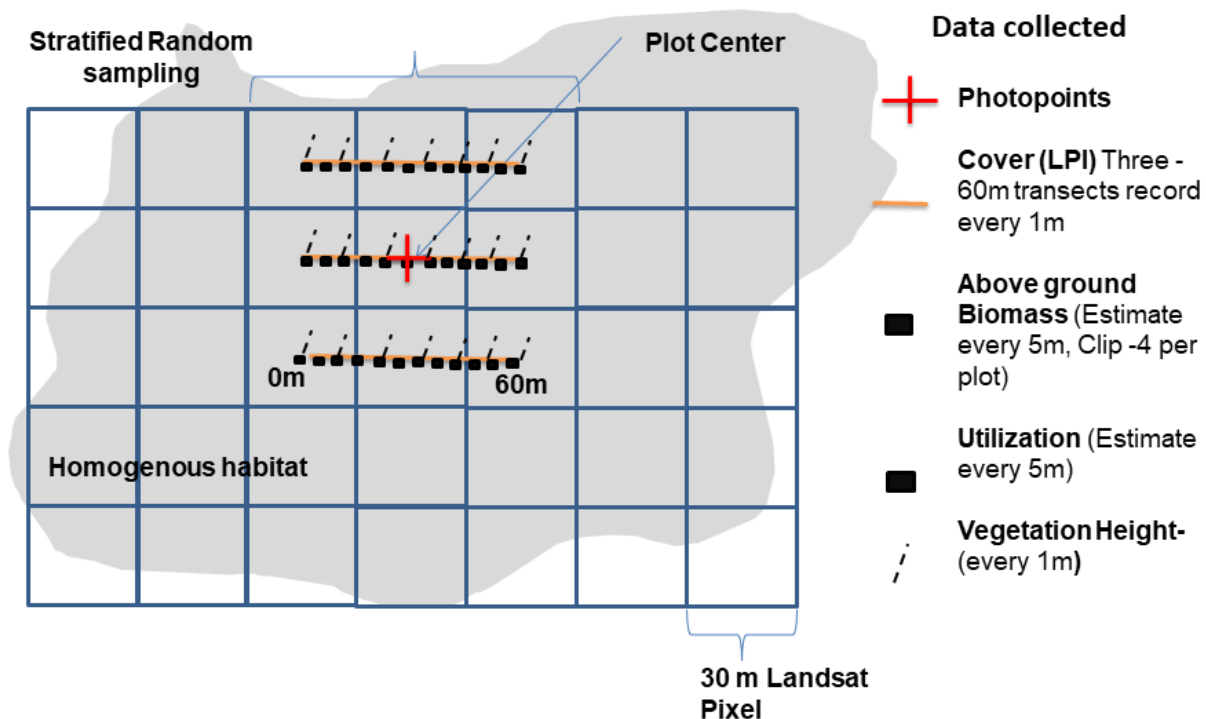 Stratified Random
sampling
Plot Center
0m
60m
Homogenous habitat
30 m Landsat
Pixel
Data collected
Photopoints
Cover (LPI) Three -
60m transects record
every 1m
Above ground
Biomass (Estimate
every 5m, Clip -4 per
plot)
Utilization (Estimate
every 5m)
Vegetation Height-
(every 1m)